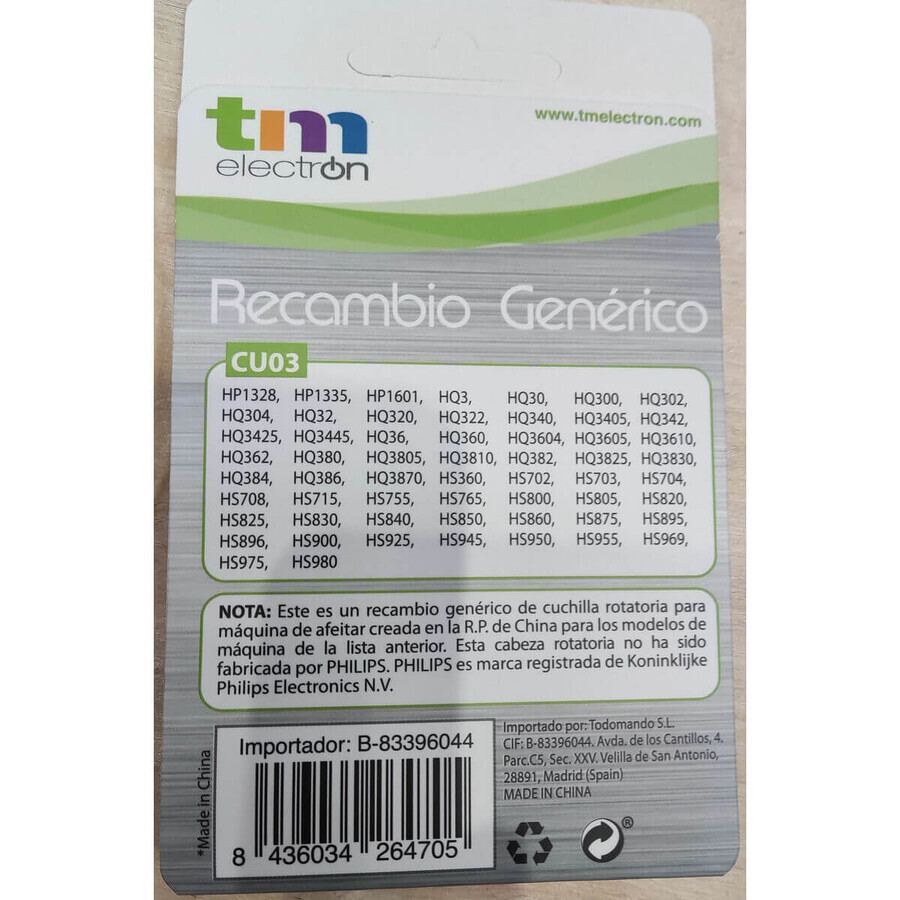 tm
electrón
www.tmelectron.com
Recambio Genérico
CU03
HP1328, HP1335, HP1601, HQ3, HQ30, HQ300, HQ302,
HQ304, HQ32, HQ320, HQ322, HQ340, HQ3405, HQ342,
HQ3425, HQ3445, HQ36, HQ360, HQ3604, HQ3605, HQ3610,
HQ362, HQ380, HQ3805, HQ3810, HQ382, HQ3825, HQ3830,
HQ384, HQ386, HQ3870, HS360, HS702, HS703, HS704,
HS708, HS715, HS755, HS765, HS800, HS805, HS820,
HS825, HS830, HS840, HS850, HS860, HS875, HS895,
HS896, HS900, HS925, HS945, HS950, HS955, HS969,
HS975, HS980
NOTA: Este es un recambio genérico de cuchilla rotatoria para
máquina de afeitar creada en la R.P. de China para los modelos de
máquina de la lista anterior. Esta cabeza rotatoria no ha sido
fabricada por PHILIPS. PHILIPS es marca registrada de Koninklijke
Philips Electronics N.V.
*Made in China
Importador: B-83396044
8 436034 264705
Importado por: Todomando S.L.
CIF: B-83396044. Avda. de los Cantillos, 4.
Parc.C5, Sec. XXV. Velilla de San Antonio,
28891, Madrid (Spain)
MADE IN CHINA
®